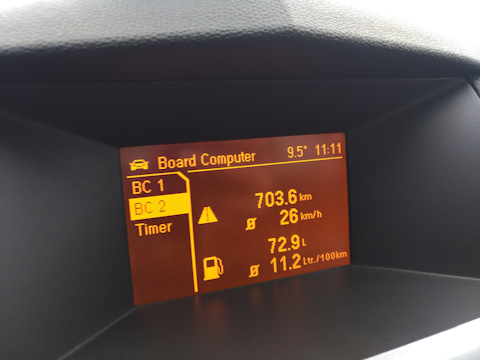 Board Computer 9.5° 11:11
BC 1
BC 2
Timer
703.6 km
Ø 26 km/h
72.9 L
Ø 11.2 Ltr./100km